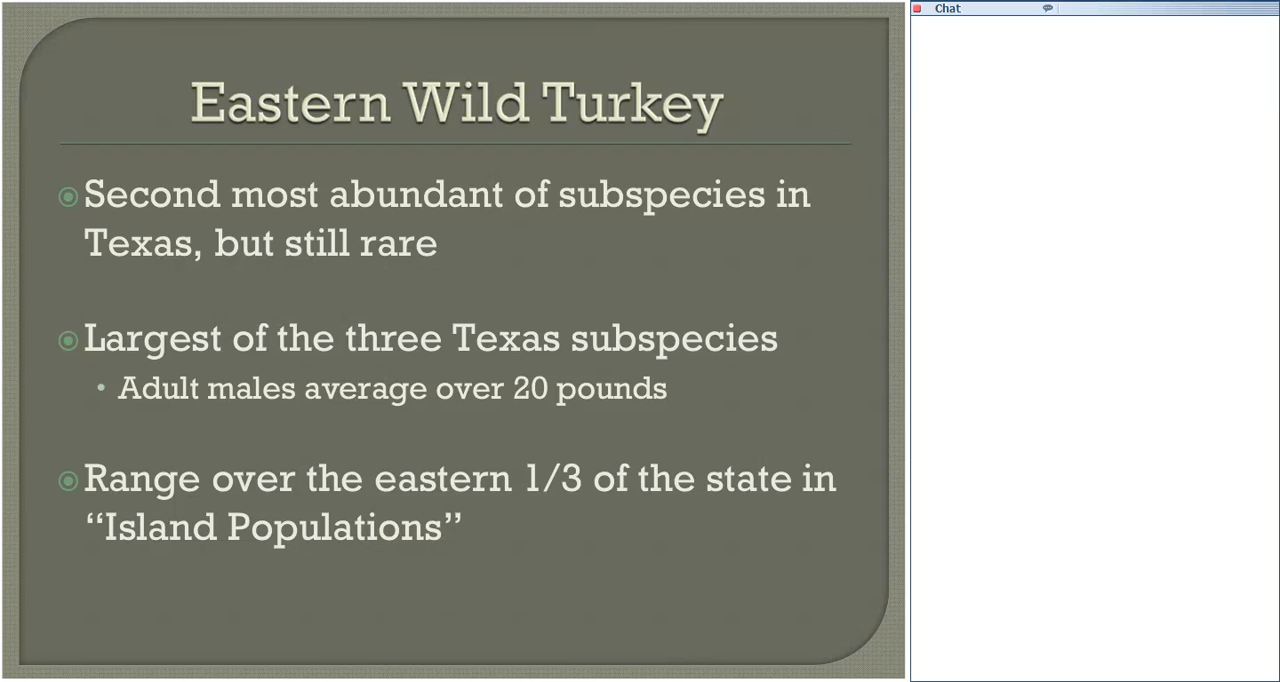 Eastern Wild Turkey
Second most abundant of subspecies in
Texas, but still rare
Largest of the three Texas subspecies
Adult males average over 20 pounds
Range over the eastern 1/3 of the state in
“Island Populations”
Chat